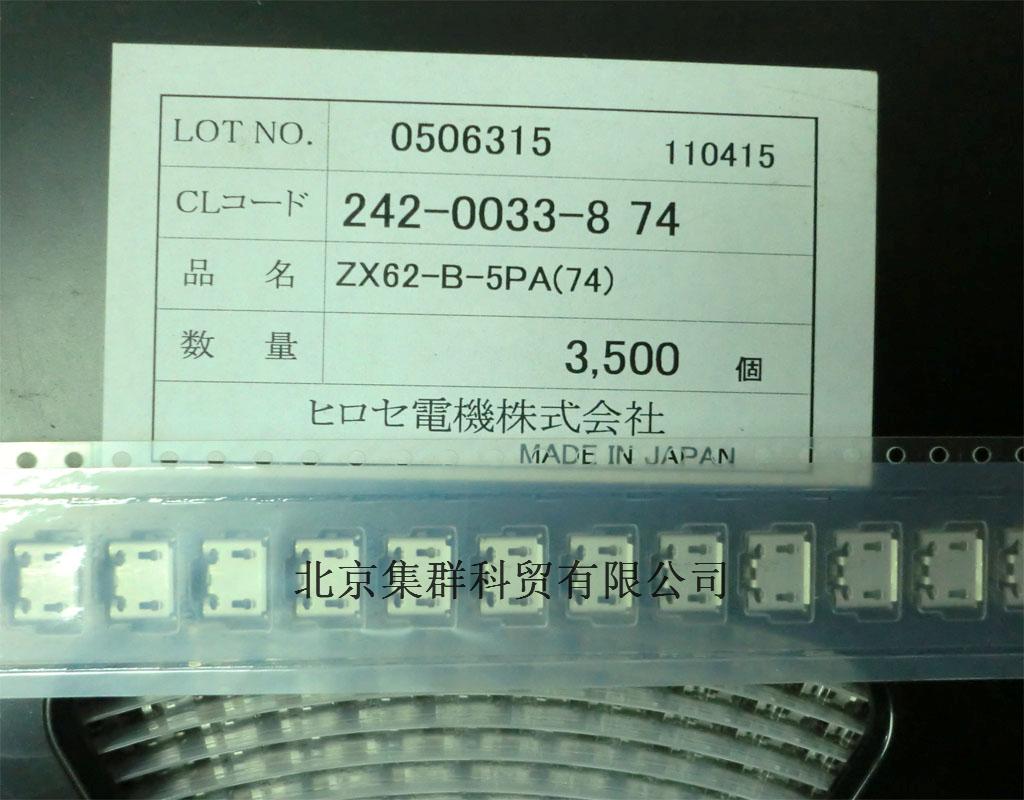 LOT NO. 0506315 110415
CLコード 242-0033-8 74
品 名 ZX62-B-5PA(74)
数 量 3,500 個
ヒロセ電機株式会社
MADE IN JAPAN
北京集群科贸有限公司